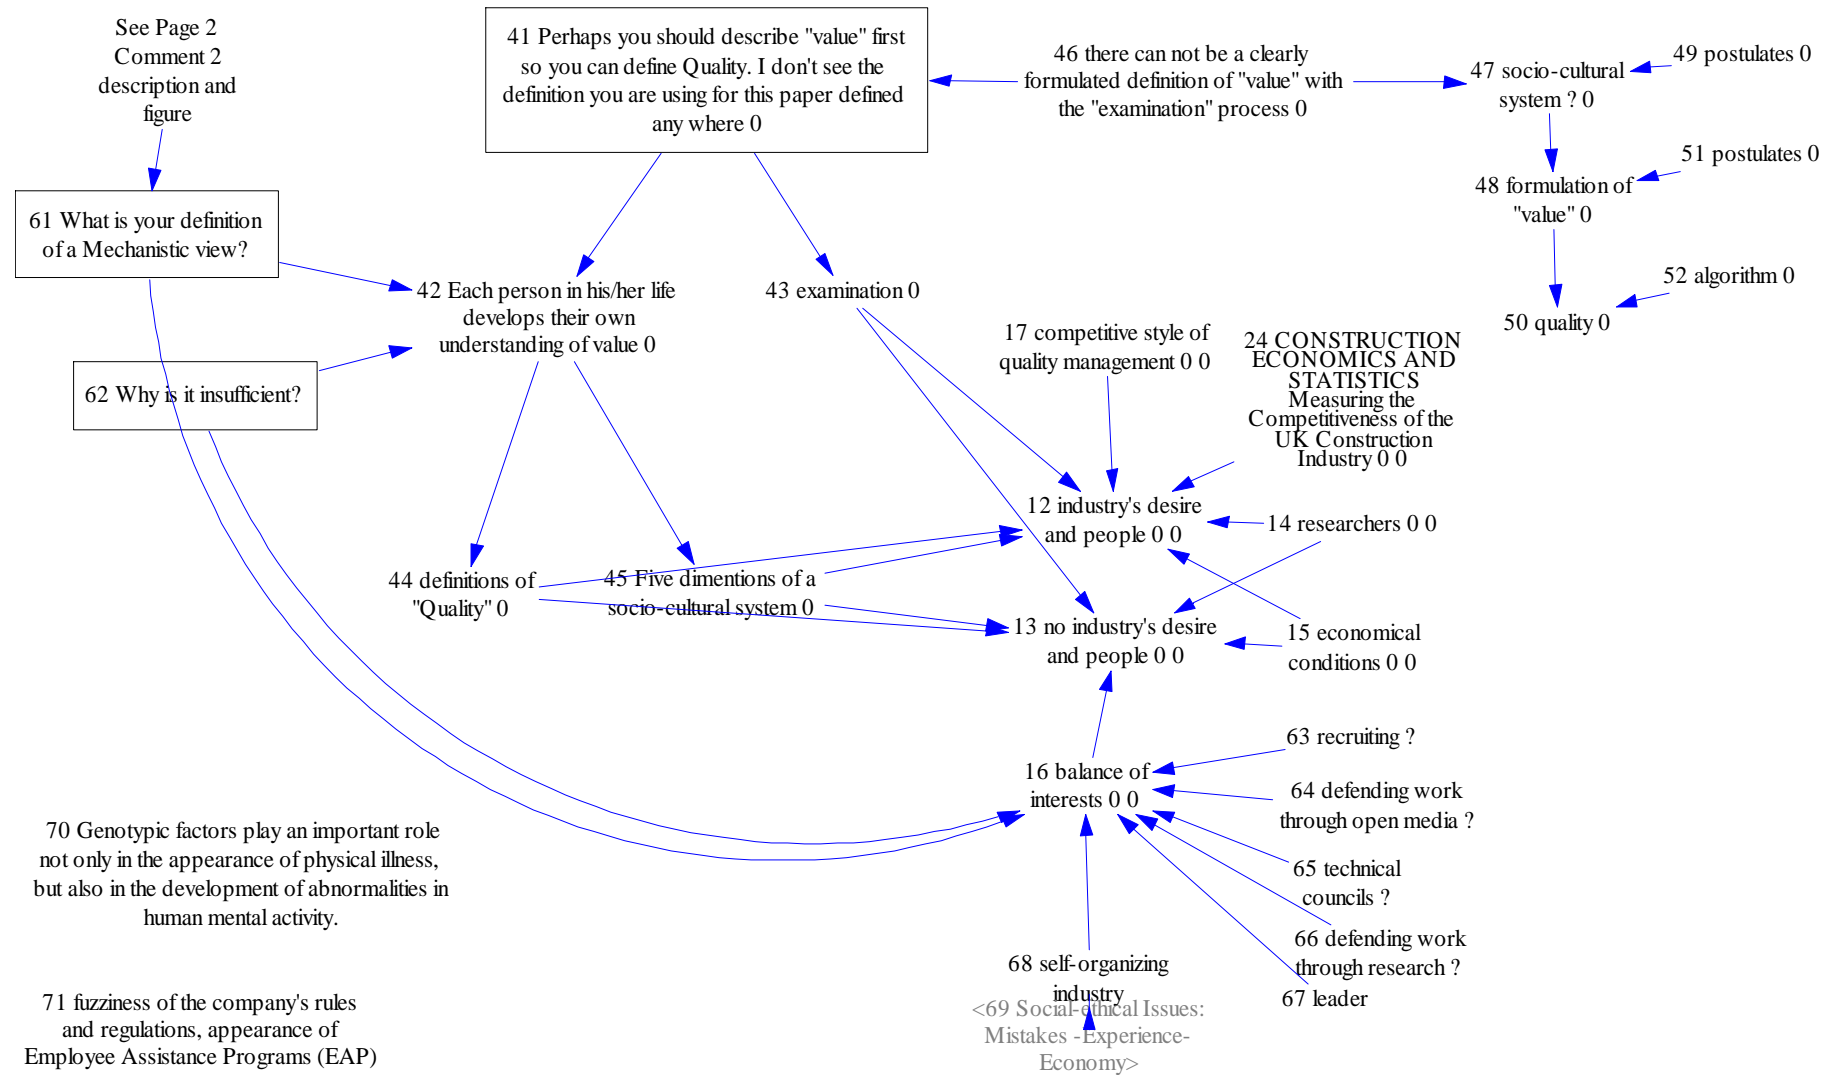 See Page 2
Comment 2
description and
figure
41 Perhaps you should describe "value" first
so you can define Quality. I don't see the
definition you are using for this paper defined
any where 0
46 there can not be a clearly
formulated definition of "value" with
the "examination" process 0
47 socio-cultural
system ? 0
49 postulates 0
51 postulates 0
48 formulation of
"value" 0
52 algorithm 0
50 quality 0
61 What is your definition
of a Mechanistic view?
62 Why is it insufficient?
42 Each person in his/her life
develops their own
understanding of value 0
43 examination 0
17 competitive style of
quality management 0 0
24 CONSTRUCTION
ECONOMICS AND
STATISTICS
Measuring the
Competitiveness of the
UK Construction
Industry 0 0
12 industry's desire
and people 0 0
14 researchers 0 0
44 definitions of
"Quality" 0
45 Five dimentions of a
socio-cultural system 0
13 no industry's desire
and people 0 0
15 economical
conditions 0 0
16 balance of
interests 0 0
63 recruiting ?
64 defending work
through open media ?
65 technical
councils ?
66 defending work
through research ?
67 leader
68 self-organizing
industry
<69 Social-ethical Issues:
Mistakes -Experience-
Economy>
70 Genotypic factors play an important role
not only in the appearance of physical illness,
but also in the development of abnormalities in
human mental activity.
71 fuzziness of the company's rules
and regulations, appearance of
Employee Assistance Programs (EAP)